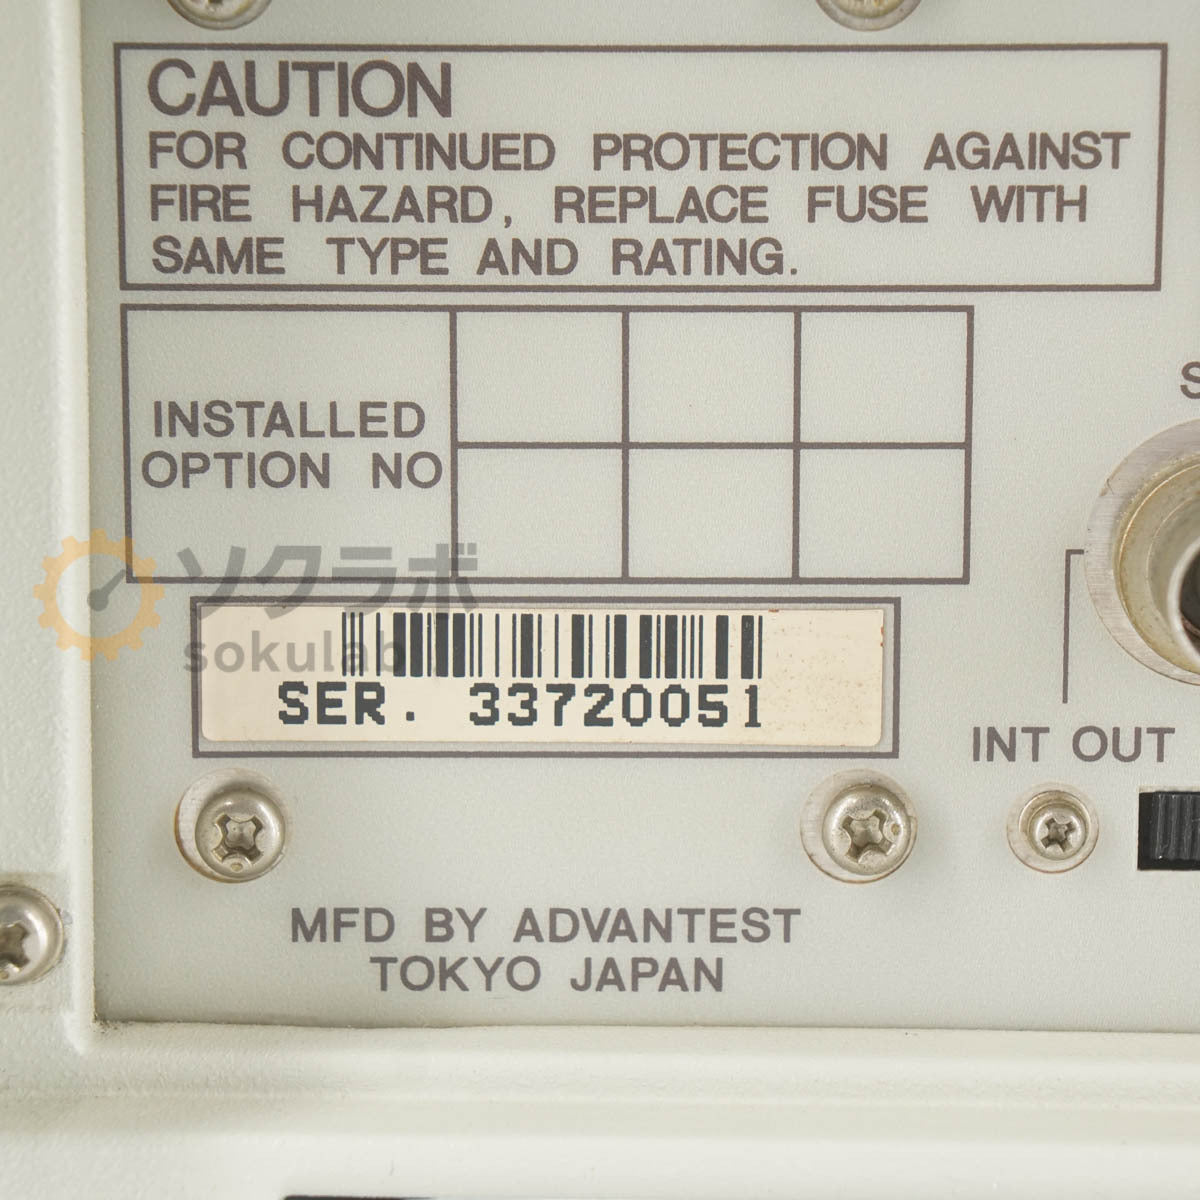 CAUTION
FOR CONTINUED PROTECTION AGAINST
FIRE HAZARD, REPLACE FUSE WITH
SAME TYPE AND RATING.
INSTALLED
OPTION NO
ソクラボ
sokulab
SER. 33720051
INT OUT
MFD BY ADVANTEST
TOKYO JAPAN